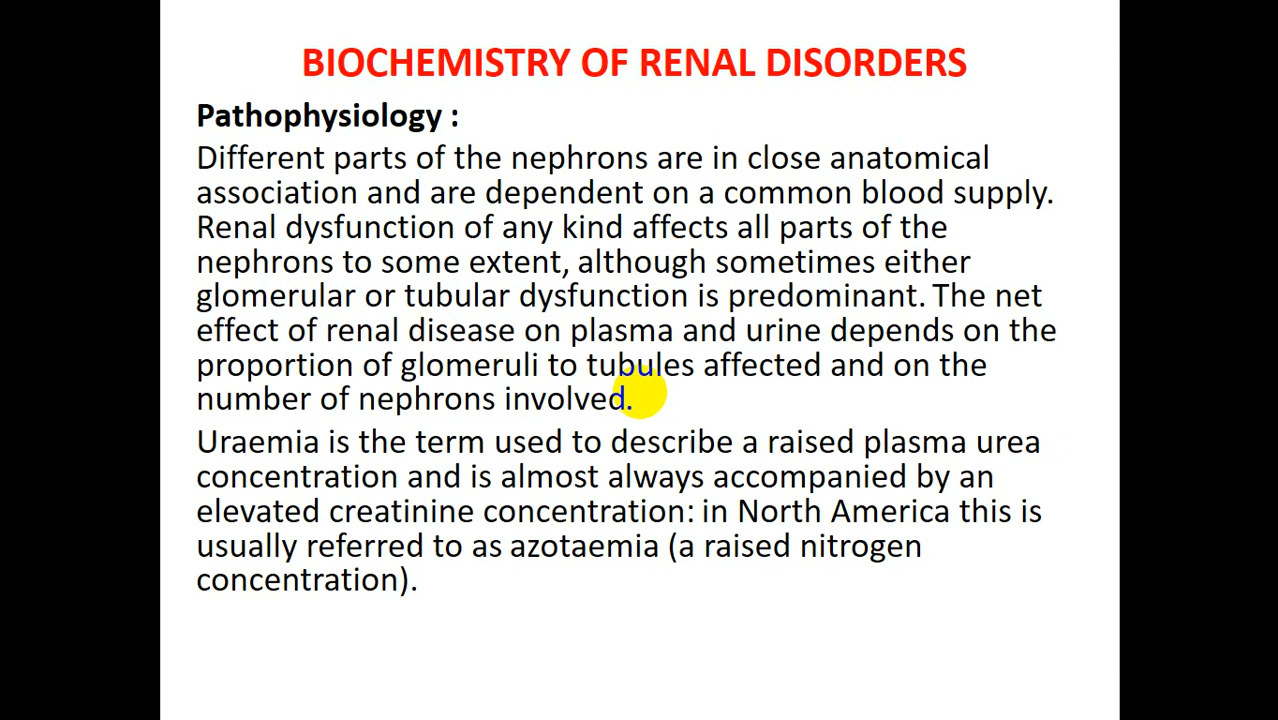 BIOCHEMISTRY OF RENAL DISORDERS
Pathophysiology :
Different parts of the nephrons are in close anatomical
association and are dependent on a common blood supply.
Renal dysfunction of any kind affects all parts of the
nephrons to some extent, although sometimes either
glomerular or tubular dysfunction is predominant. The net
effect of renal disease on plasma and urine depends on the
proportion of glomeruli to tubules affected and on the
number of nephrons involved.
Uraemia is the term used to describe a raised plasma urea
concentration and is almost always accompanied by an
elevated creatinine concentration: in North America this is
usually referred to as azotaemia (a raised nitrogen
concentration).